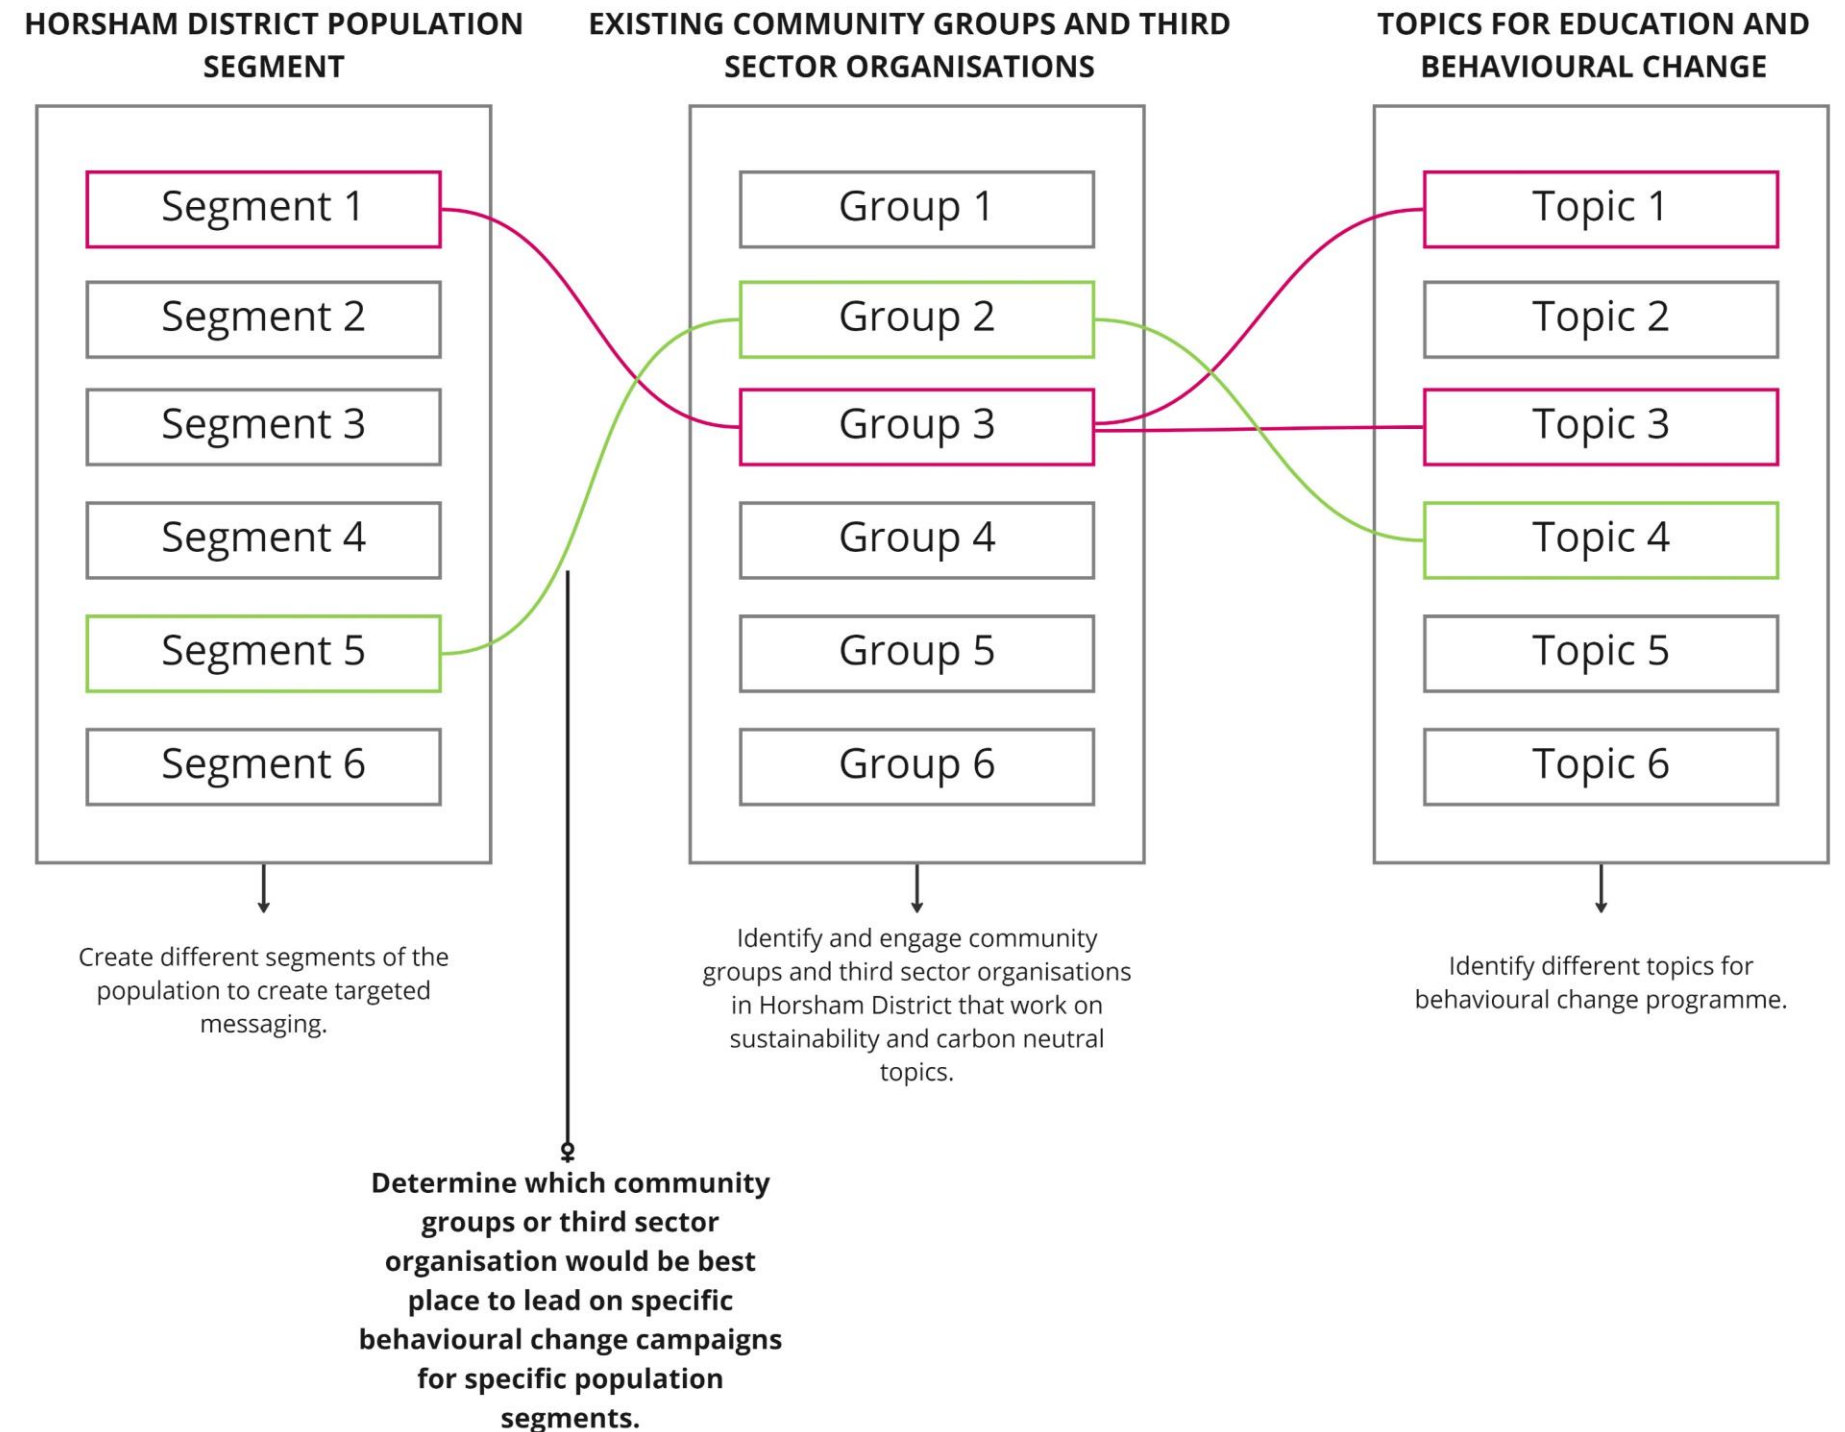 HORSHAM DISTRICT POPULATION
SEGMENT
Segment 1
Segment 2
Segment 3
Segment 4
Segment 5
Segment 6
Create different segments of the
population to create targeted
messaging.
EXISTING COMMUNITY GROUPS AND THIRD
SECTOR ORGANISATIONS
Group 1
Group 2
Group 3
Group 4
Group 5
Group 6
Identify and engage community
groups and third sector organisations
in Horsham District that work on
sustainability and carbon neutral
topics.
TOPICS FOR EDUCATION AND
BEHAVIOURAL CHANGE
Topic 1
Topic 2
Topic 3
Topic 4
Topic 5
Topic 6
Identify different topics for
behavioural change programme.
Determine which community
groups or third sector
organisation would be best
place to lead on specific
behavioural change campaigns
for specific population
segments.